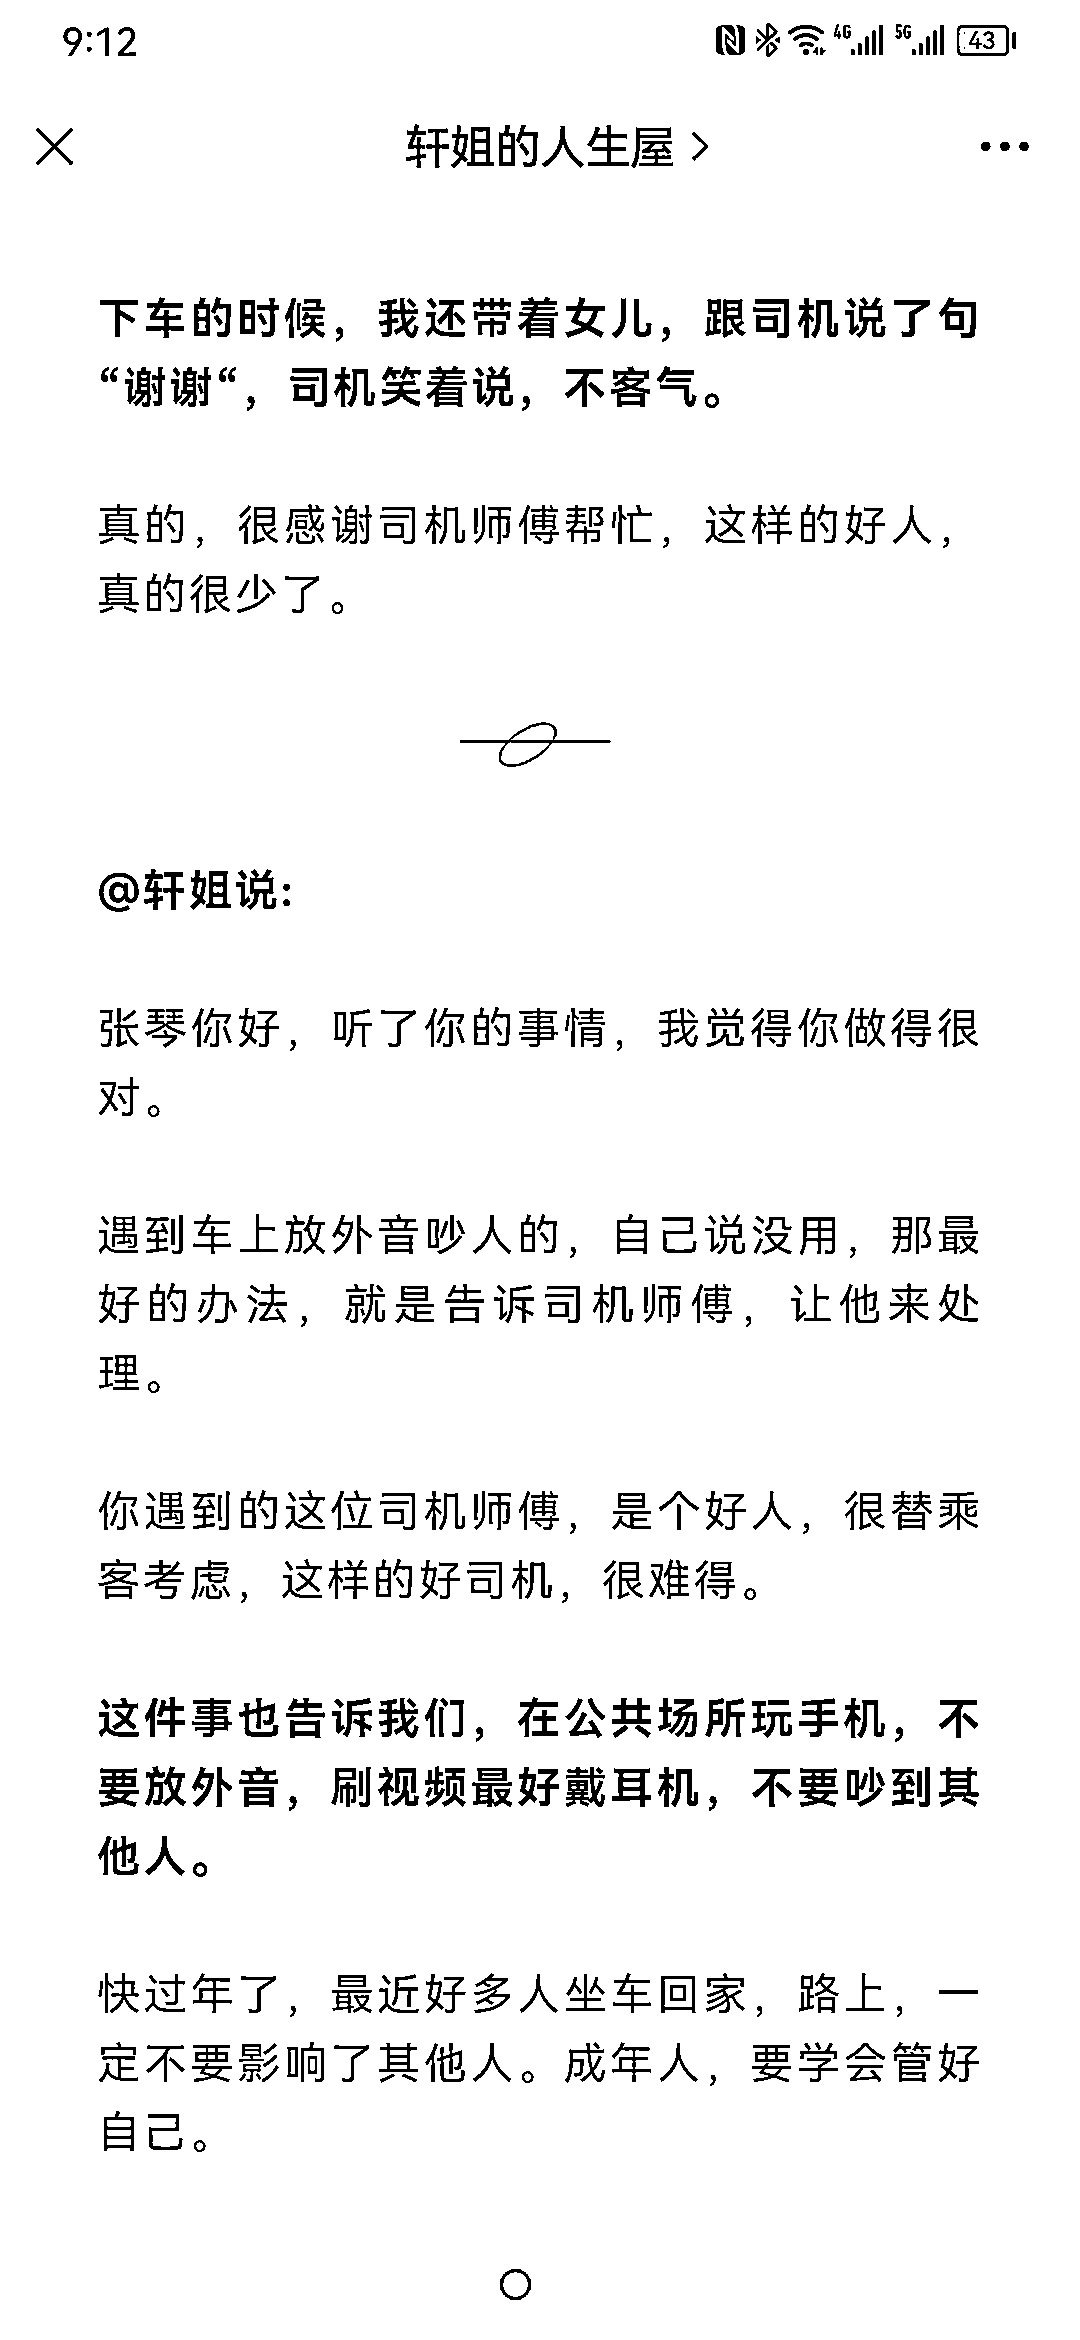 9:12
4G 5G 43
轩姐的人生屋
下车的时候，我还带着女儿，跟司机说了句
“谢谢“，司机笑着说，不客气。
真的，很感谢司机师傅帮忙，这样的好人，
真的很少了。
@轩姐说:
张琴你好，听了你的事情，我觉得你做得很
对。
遇到车上放外音吵人的，自己说没用，那最
好的办法，就是告诉司机师傅，让他来处
理。
你遇到的这位司机师傅，是个好人，很替乘
客考虑，这样的好司机，很难得。
这件事也告诉我们，在公共场所玩手机，不
要放外音，刷视频最好戴耳机，不要吵到其
他人。
快过年了，最近好多人坐车回家，路上，一
定不要影响了其他人。成年人，要学会管好
自己。